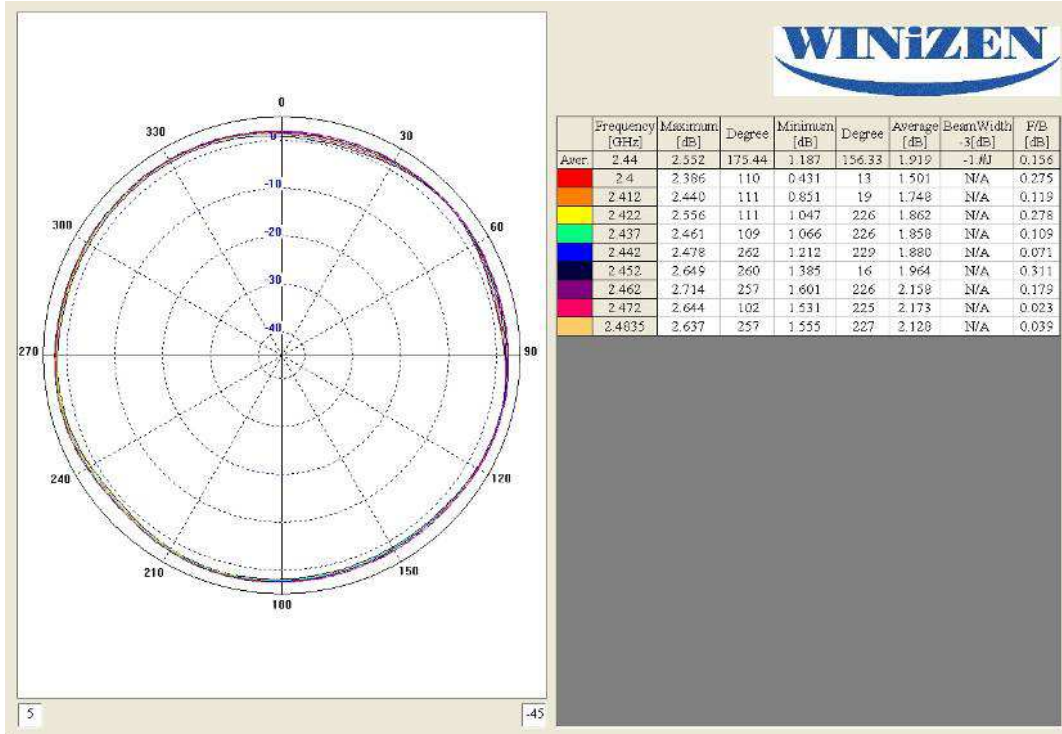 WINiZEN
0
330
30
0
-10
-20
30
-40
300
60
270
90
240
120
210
150
180
5
-45
Frequency [GHz] Maximum [dB] Degree Minimum [dB] Degree Average [dB] BeamWidth -3[dB] F/B [dB]
Aver. 2.44 2.552 175.44 1.187 156.33 1.919 -1.#J 0.156
2.4 2.386 110 0.431 13 1.501 N/A 0.275
2.412 2.440 111 0.851 19 1.748 N/A 0.119
2.422 2.556 111 1.047 226 1.862 N/A 0.278
2.437 2.461 109 1.066 226 1.858 N/A 0.109
2.442 2.478 262 1.212 229 1.880 N/A 0.071
2.452 2.649 260 1.385 16 1.964 N/A 0.311
2.462 2.714 257 1.601 226 2.158 N/A 0.179
2.472 2.644 102 1.531 225 2.173 N/A 0.023
2.4835 2.637 257 1.555 227 2.128 N/A 0.039